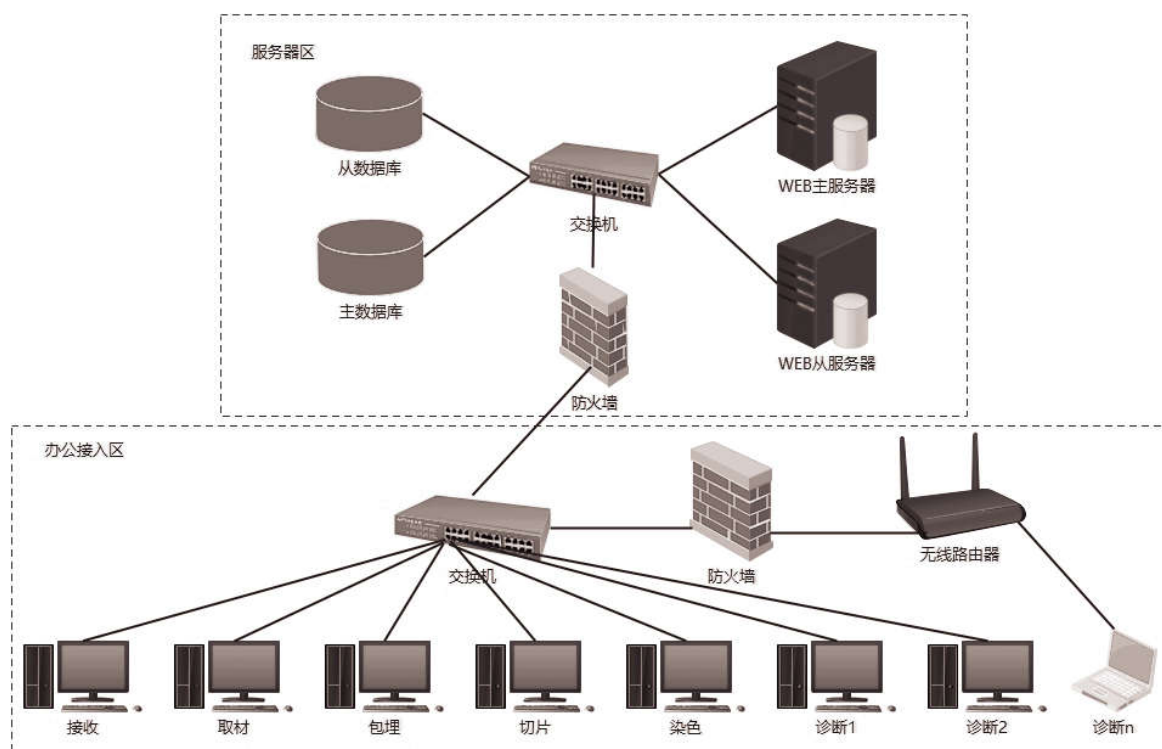 服务器区
从数据库
WEB主服务器
交换机
主数据库
WEB从服务器
防火墙
办公接入区
无线路由器
交换机
防火墙
接收
取材
包埋
切片
染色
诊断1
诊断2
诊断n